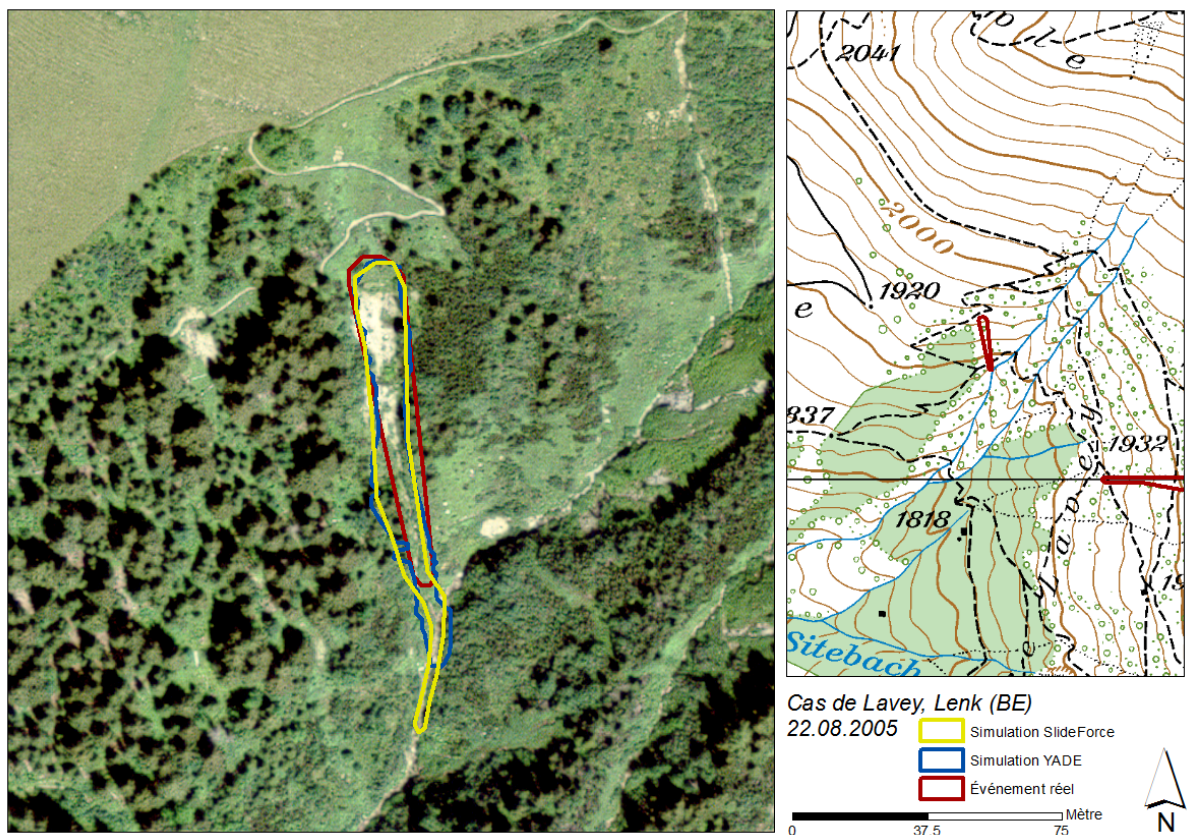 p l e
2041
2000
1920
e
837
1932
1818
Lavey
19
Sitebach
Cas de Lavey, Lenk (BE)
22.08.2005
Simulation SlideForce
Simulation YADE
Événement réel
Mètre
0 37.5 75
N